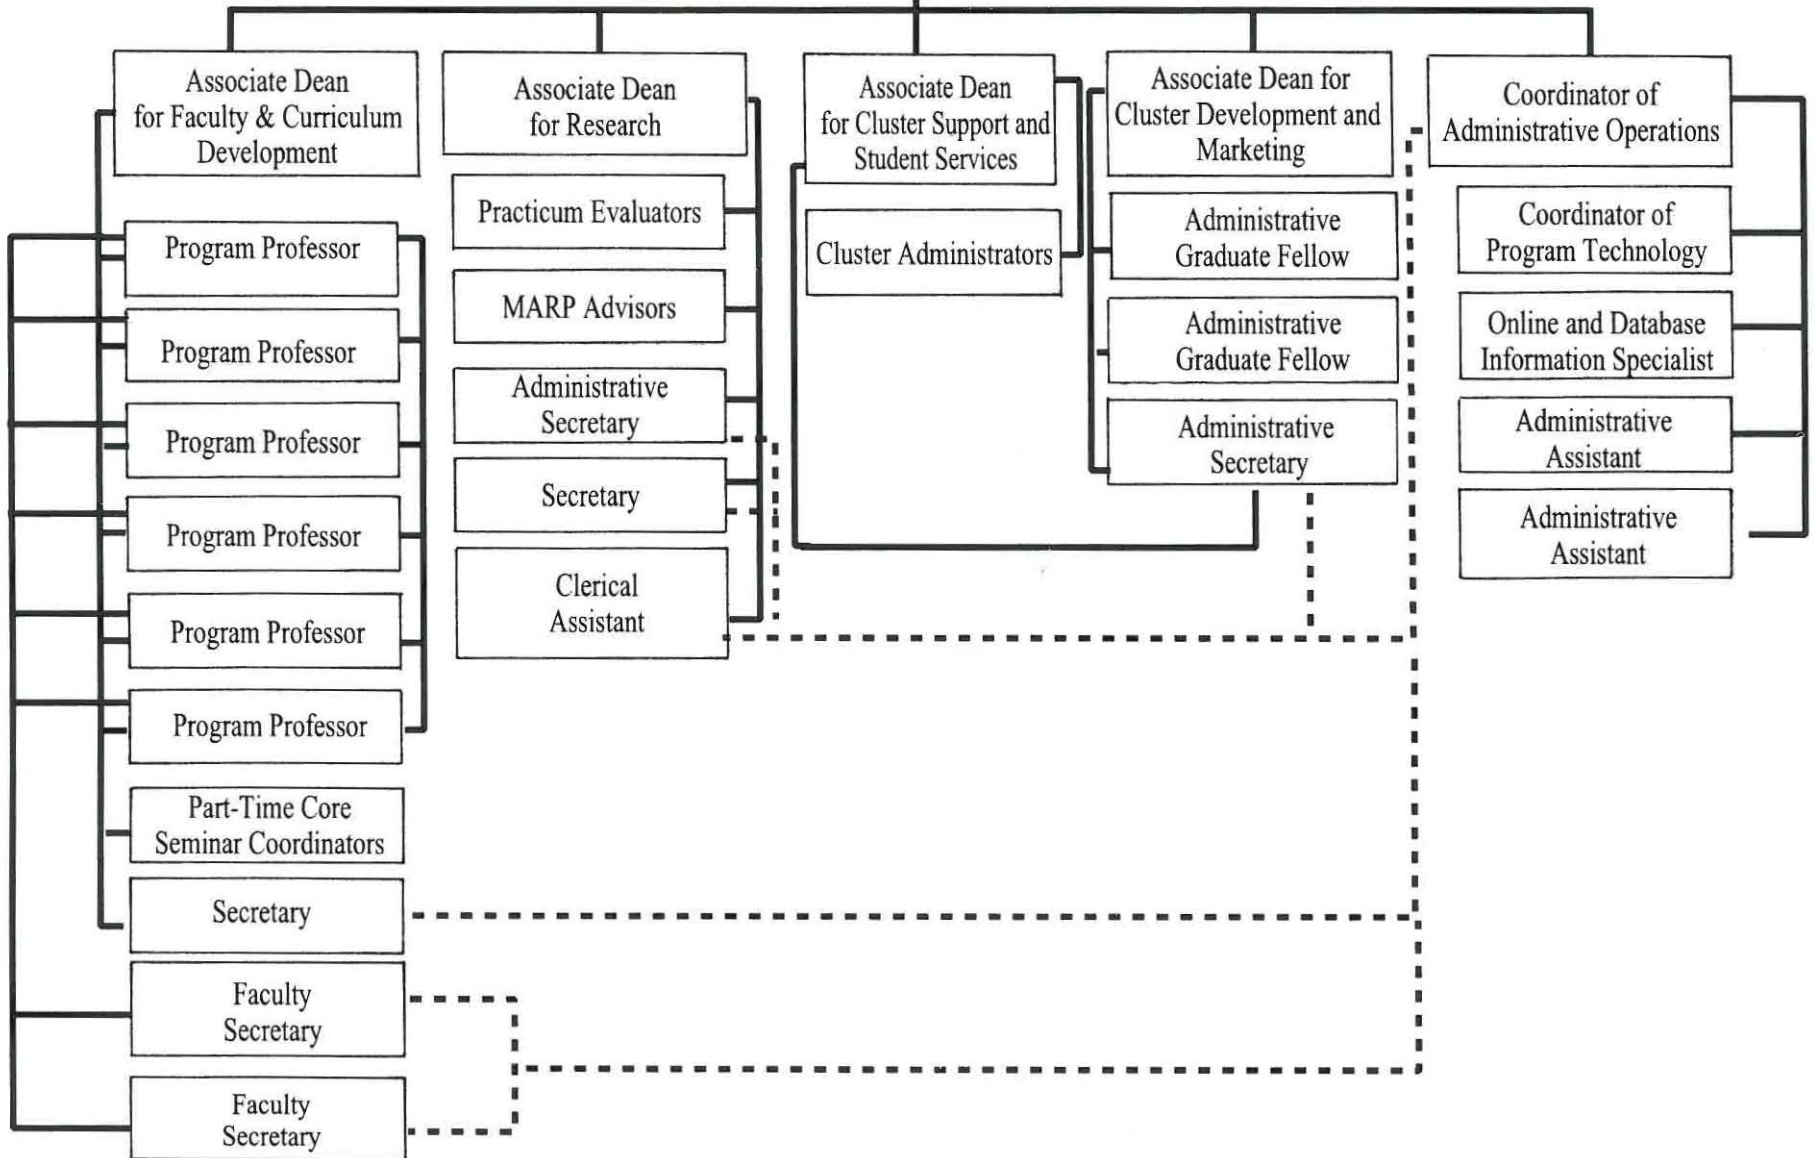 Associate Dean
for Faculty & Curriculum
Development
Program Professor
Program Professor
Program Professor
Program Professor
Program Professor
Program Professor
Part-Time Core
Seminar Coordinators
Secretary
Faculty
Secretary
Faculty
Secretary
Associate Dean
for Research
Practicum Evaluators
MARP Advisors
Administrative
Secretary
Secretary
Clerical
Assistant
Associate Dean
for Cluster Support and
Student Services
Cluster Administrators
Associate Dean for
Cluster Development and
Marketing
Administrative
Graduate Fellow
Administrative
Graduate Fellow
Administrative
Secretary
Coordinator of
Administrative Operations
Coordinator of
Program Technology
Online and Database
Information Specialist
Administrative
Assistant
Administrative
Assistant